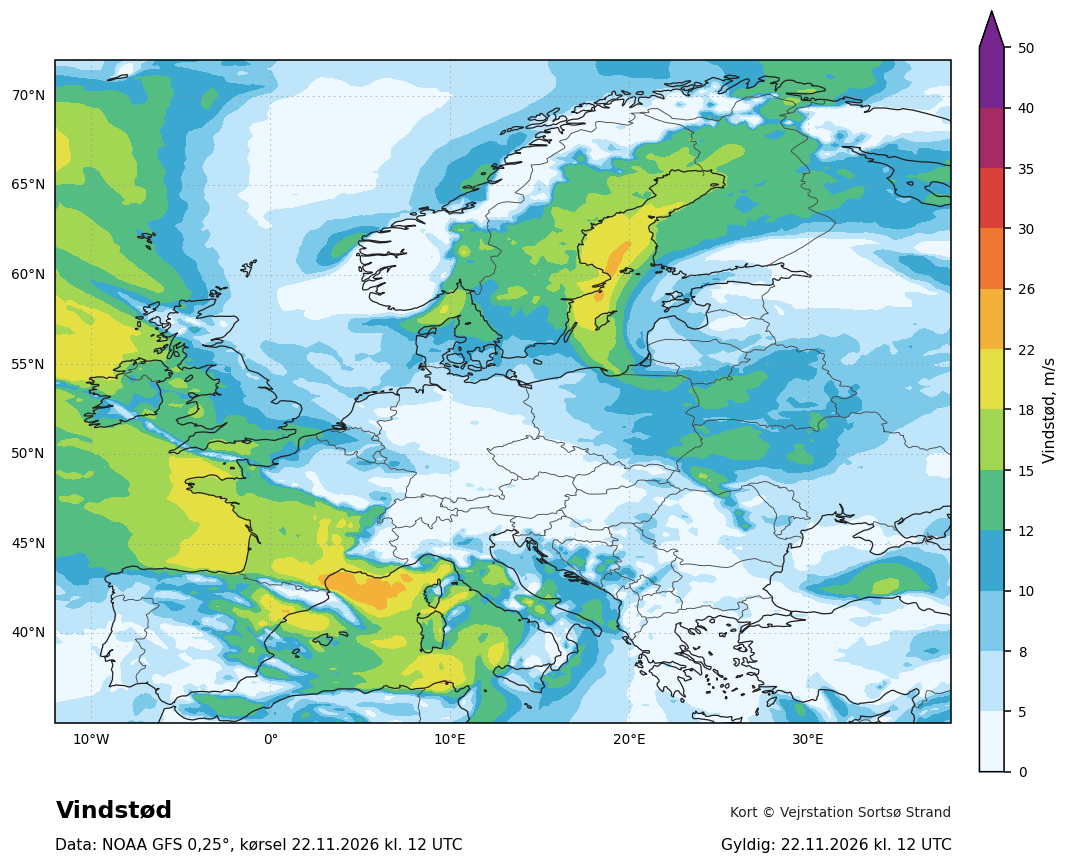 50
40
35
30
26
22
18
15
12
10
8
5
0
Vindstød, m/s
70°N
65°N
60°N
55°N
50°N
45°N
40°N
10°W
0°
10°E
20°E
30°E
Vindstød
Kort © Vejrstation Sortsø Strand
Data: NOAA GFS 0,25°, kørsel 22.11.2026 kl. 12 UTC
Gyldig: 22.11.2026 kl. 12 UTC